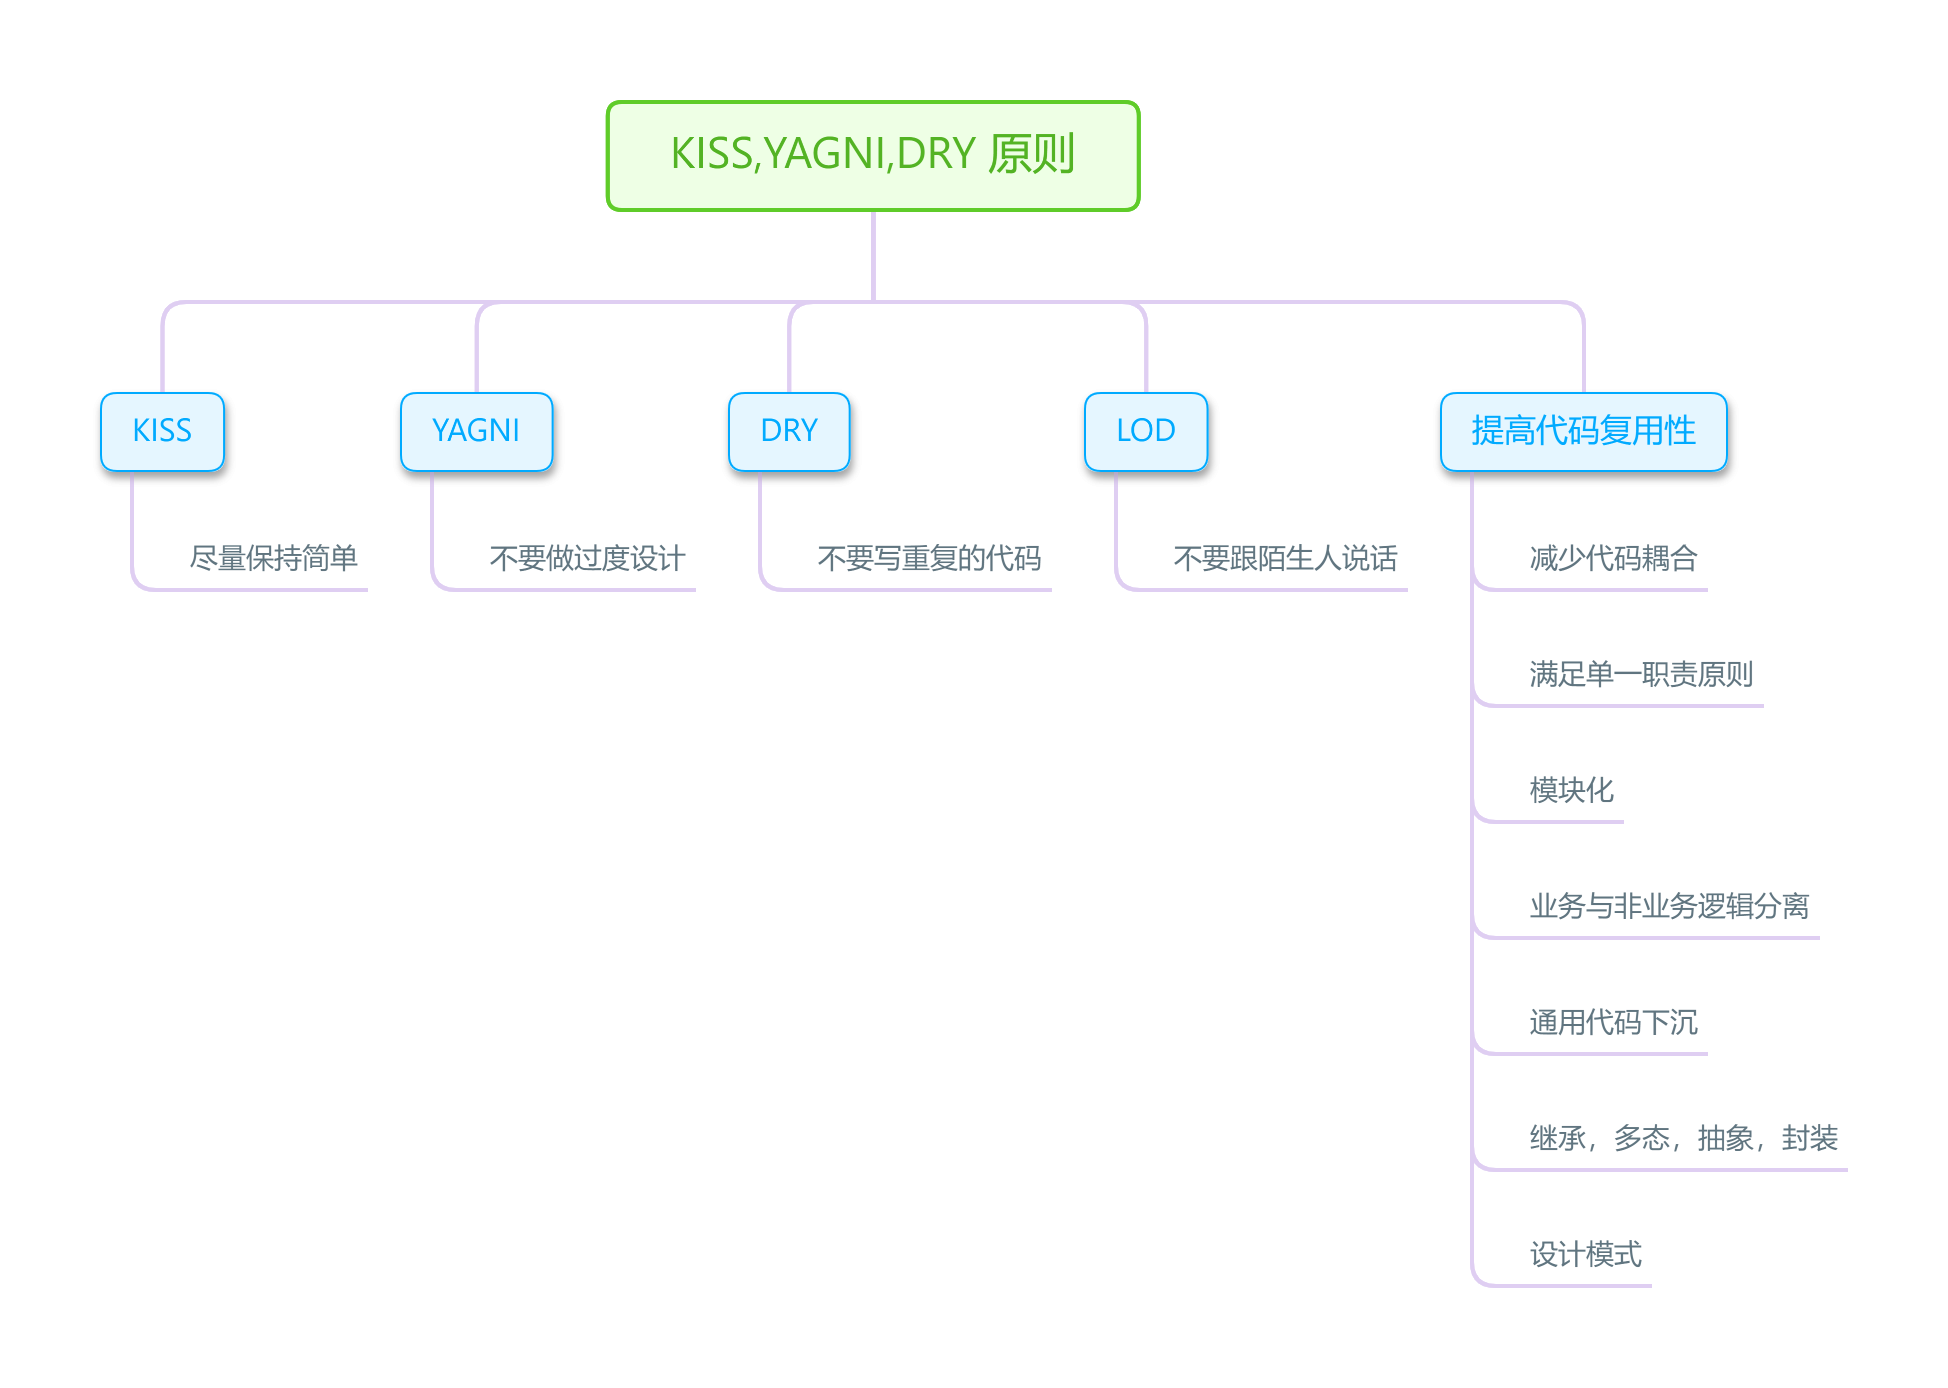 KISS,YAGNI,DRY 原则
KISS
YAGNI
DRY
LOD
提高代码复用性
尽量保持简单
不要做过度设计
不要写重复的代码
不要跟陌生人说话
减少代码耦合
满足单一职责原则
模块化
业务与非业务逻辑分离
通用代码下沉
继承，多态，抽象，封装
设计模式